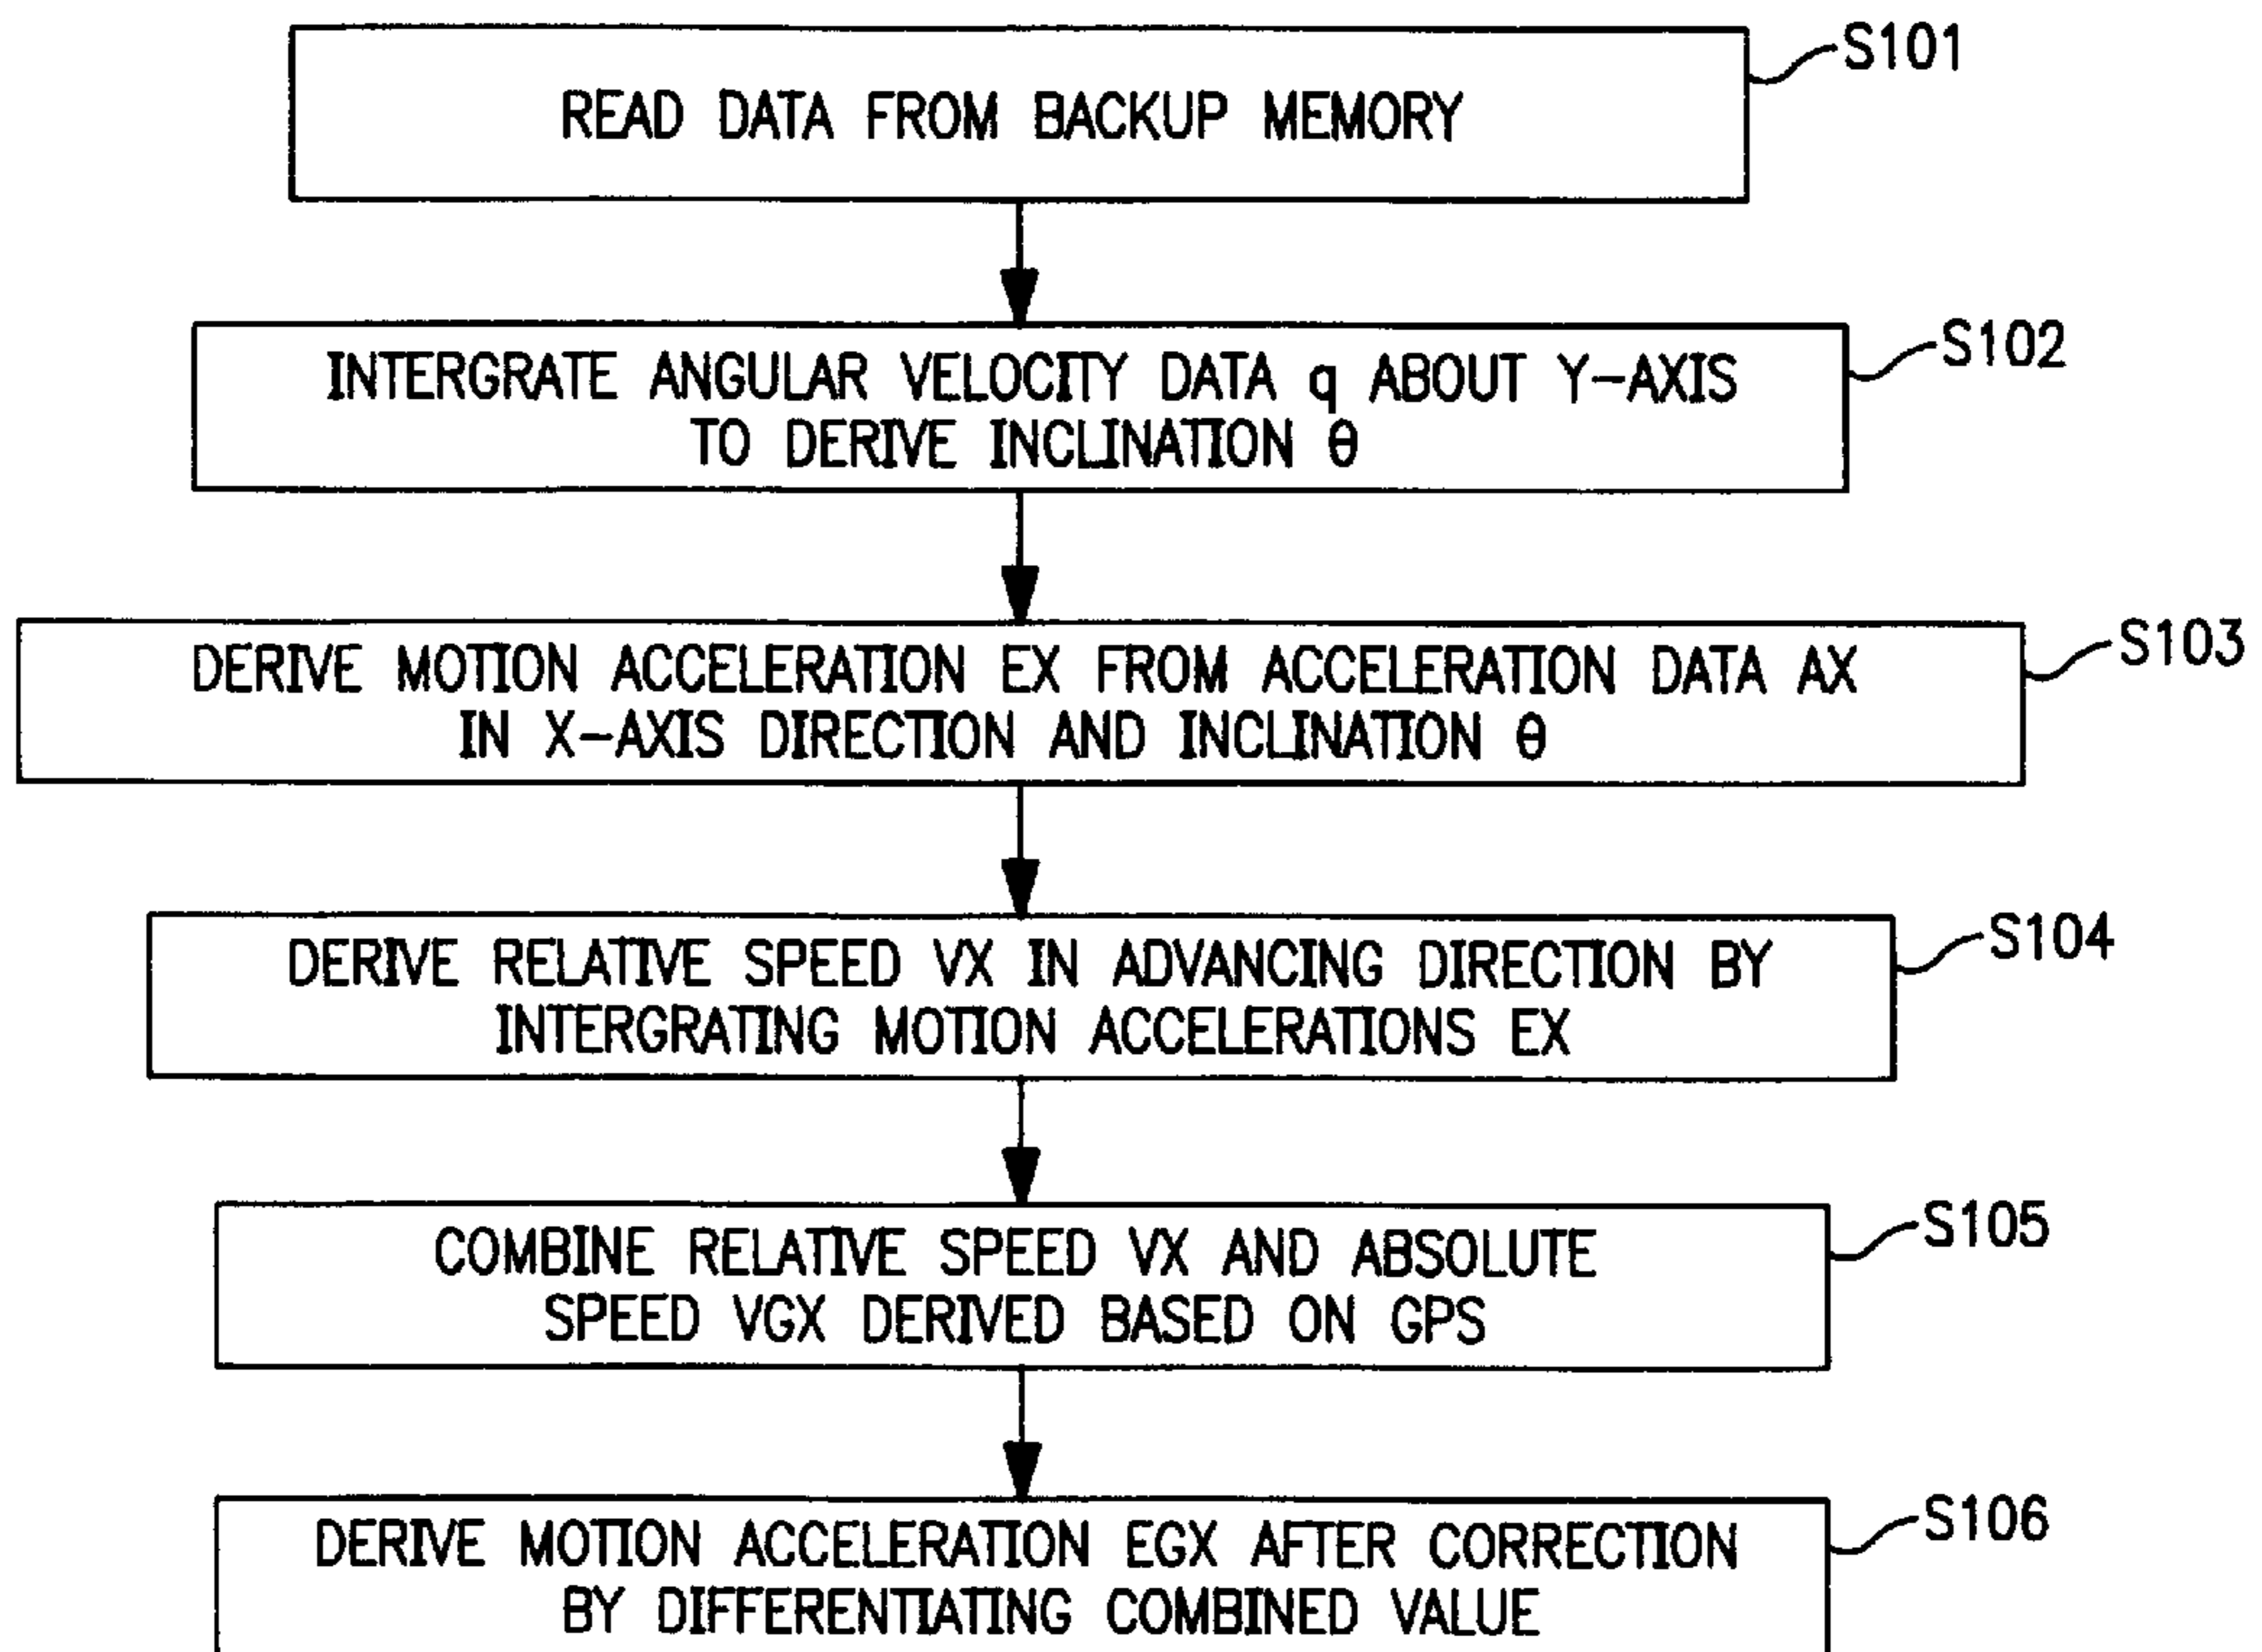 S101
READ DATA FROM BACKUP MEMORY
S102
INTERGRATE ANGULAR VELOCITY DATA q ABOUT Y-AXIS
TO DERIVE INCLINATION θ
S103
DERIVE MOTION ACCELERATION EX FROM ACCELERATION DATA AX
IN X-AXIS DIRECTION AND INCLINATION θ
S104
DERIVE RELATIVE SPEED VX IN ADVANCING DIRECTION BY
INTERGRATING MOTION ACCELERATIONS EX
S105
COMBINE RELATIVE SPEED VX AND ABSOLUTE
SPEED VGX DERIVED BASED ON GPS
S106
DERIVE MOTION ACCELERATION EGX AFTER CORRECTION
BY DIFFERENTIATING COMBINED VALUE